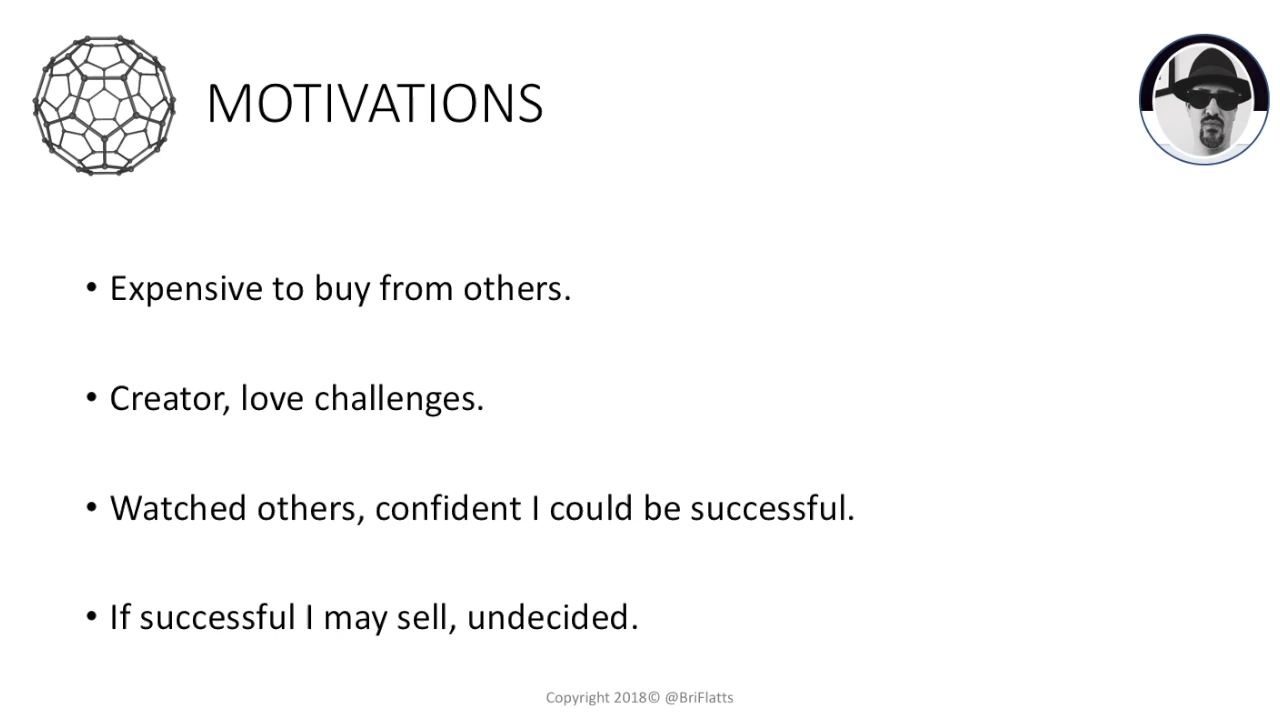 MOTIVATIONS
• Expensive to buy from others.
• Creator, love challenges.
• Watched others, confident I could be successful.
• If successful I may sell, undecided.
Copyright 2018© @BriFlatts